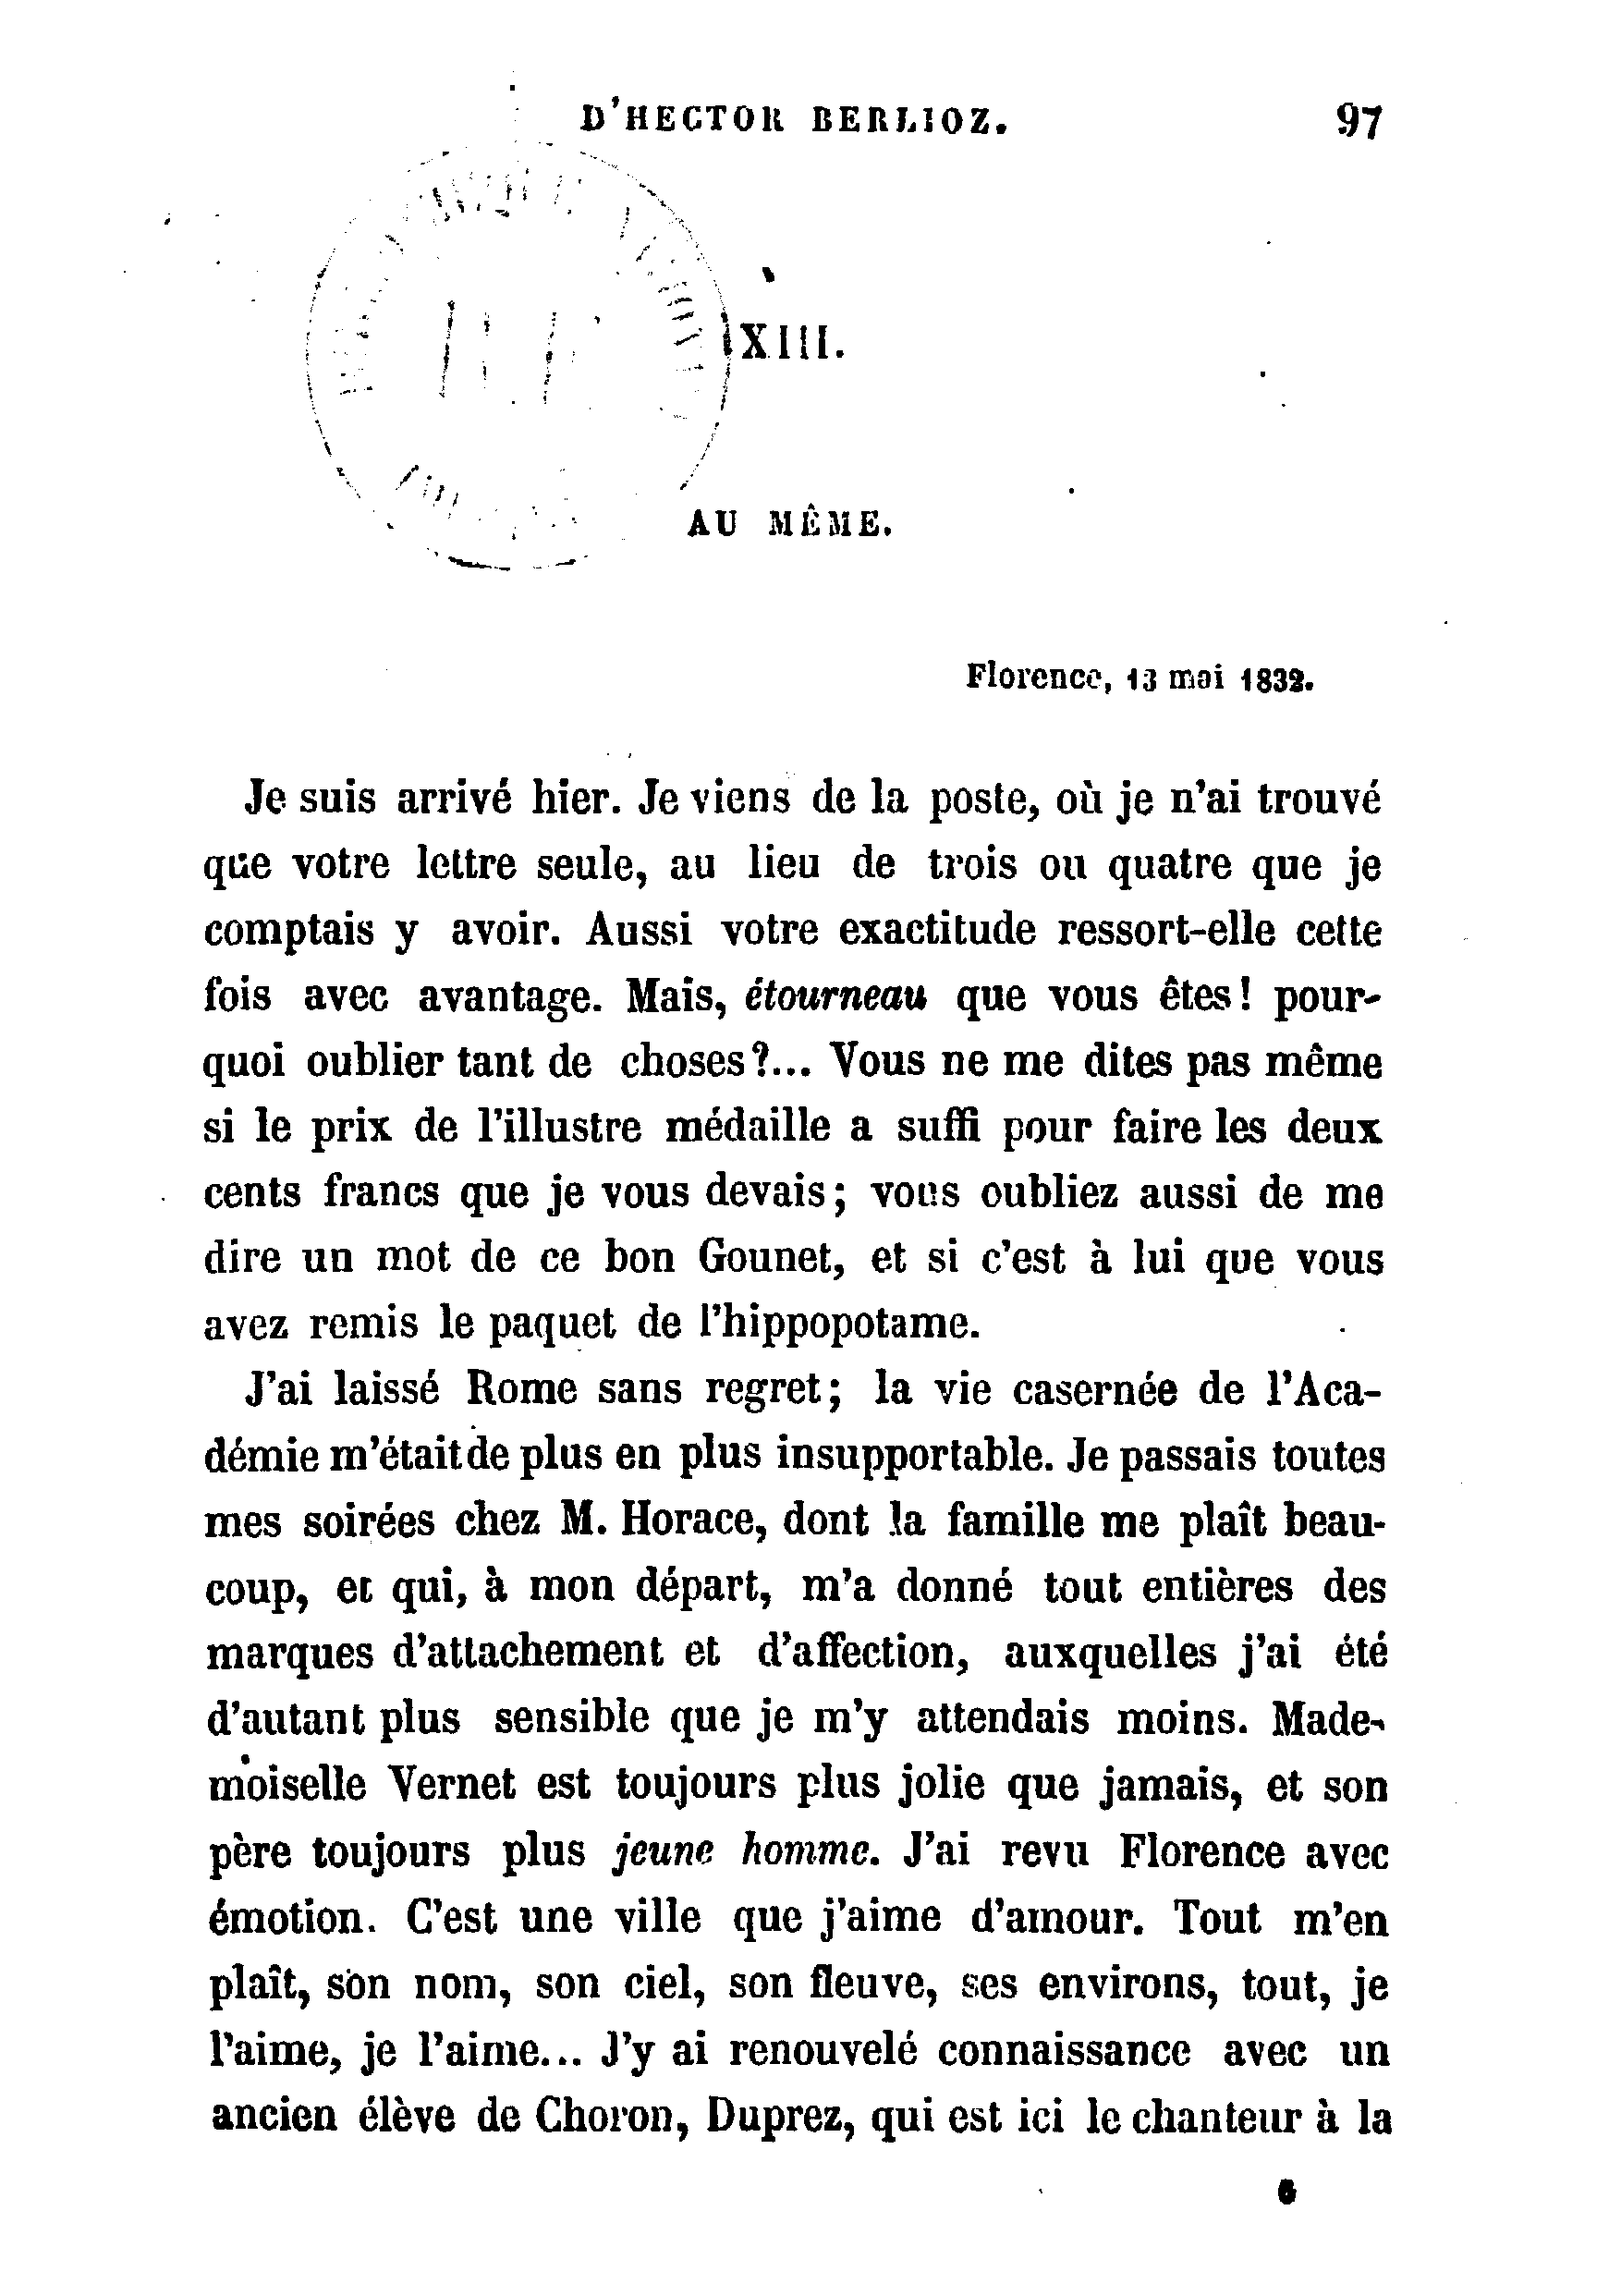 D'HECTOR BERLIOZ. 97
XIII.
AU MÊME.
Florence, 13 mai 1832.
Je suis arrivé hier. Je viens de la poste, où je n'ai trouvé
que votre lettre seule, au lieu de trois ou quatre que je
comptais y avoir. Aussi votre exactitude ressort-elle cette
fois avec avantage. Mais, étourneau que vous êtes! pour-
quoi oublier tant de choses?... Vous ne me dites pas même
si le prix de l'illustre médaille a suffi pour faire les deux
cents francs que je vous devais; vous oubliez aussi de me
dire un mot de ce bon Gounet, et si c'est à lui que vous
avez remis le paquet de l'hippopotame.
J'ai laissé Rome sans regret; la vie casernée de l'Aca-
démie m'était de plus en plus insupportable. Je passais toutes
mes soirées chez M. Horace, dont la famille me plaît beau-
coup, et qui, à mon départ, m'a donné tout entières des
marques d'attachement et d'affection, auxquelles j'ai été
d'autant plus sensible que je m'y attendais moins. Made-
moiselle Vernet est toujours plus jolie que jamais, et son
père toujours plus jeune homme. J'ai revu Florence avec
émotion. C'est une ville que j'aime d'amour. Tout m'en
plaît, son nom, son ciel, son fleuve, ses environs, tout, je
l'aime, je l'aime... J'y ai renouvelé connaissance avec un
ancien élève de Choron, Duprez, qui est ici le chanteur à la
6